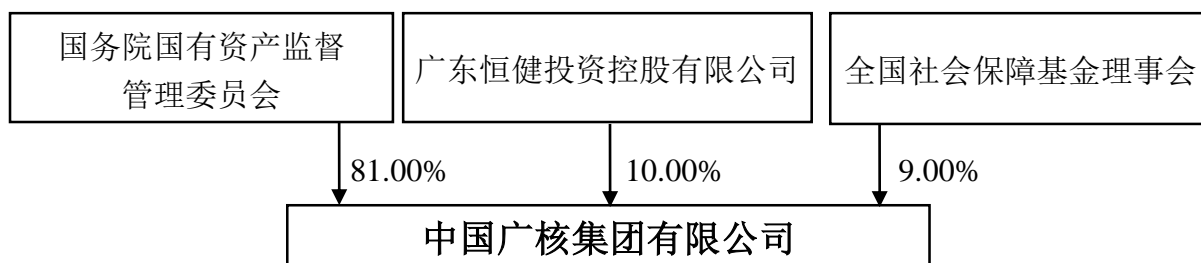 国务院国有资产监督
管理委员会
广东恒健投资控股有限公司
全国社会保障基金理事会
81.00%
10.00%
9.00%
中国广核集团有限公司